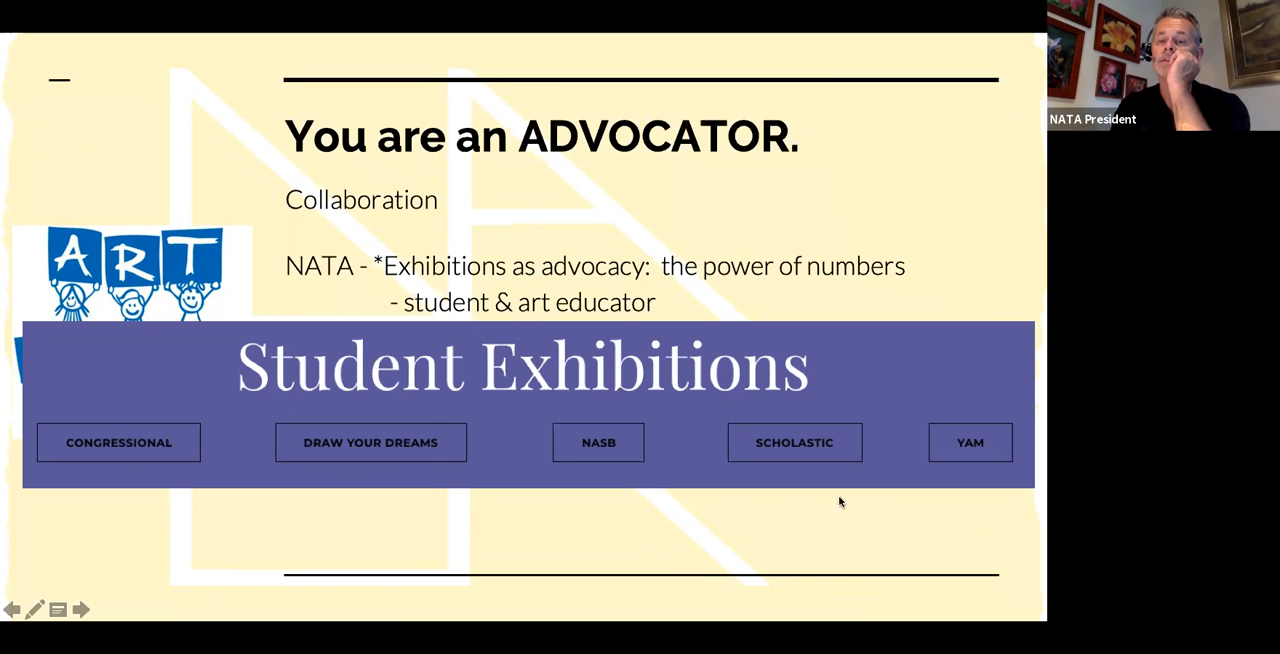 You are an ADVOCATOR.
Collaboration
NATA - *Exhibitions as advocacy: the power of numbers
- student & art educator
ART
Student Exhibitions
CONGRESSIONAL
DRAW YOUR DREAMS
NASB
SCHOLASTIC
YAM
NATA President